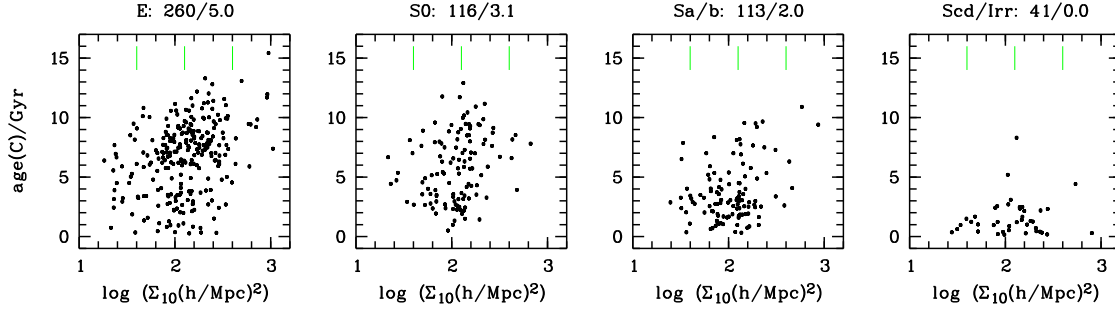 E: 260/5.0 S0: 116/3.1 Sa/b: 113/2.0 Scd/Irr: 41/0.0
age(C)/Gyr
15 15 15 15
10 10 10 10
5 5 5 5
0 0 0 0
1 2 3 1 2 3 1 2 3 1 2 3
log (Σ₁₀(h/Mpc)²) log (Σ₁₀(h/Mpc)²) log (Σ₁₀(h/Mpc)²) log (Σ₁₀(h/Mpc)²)